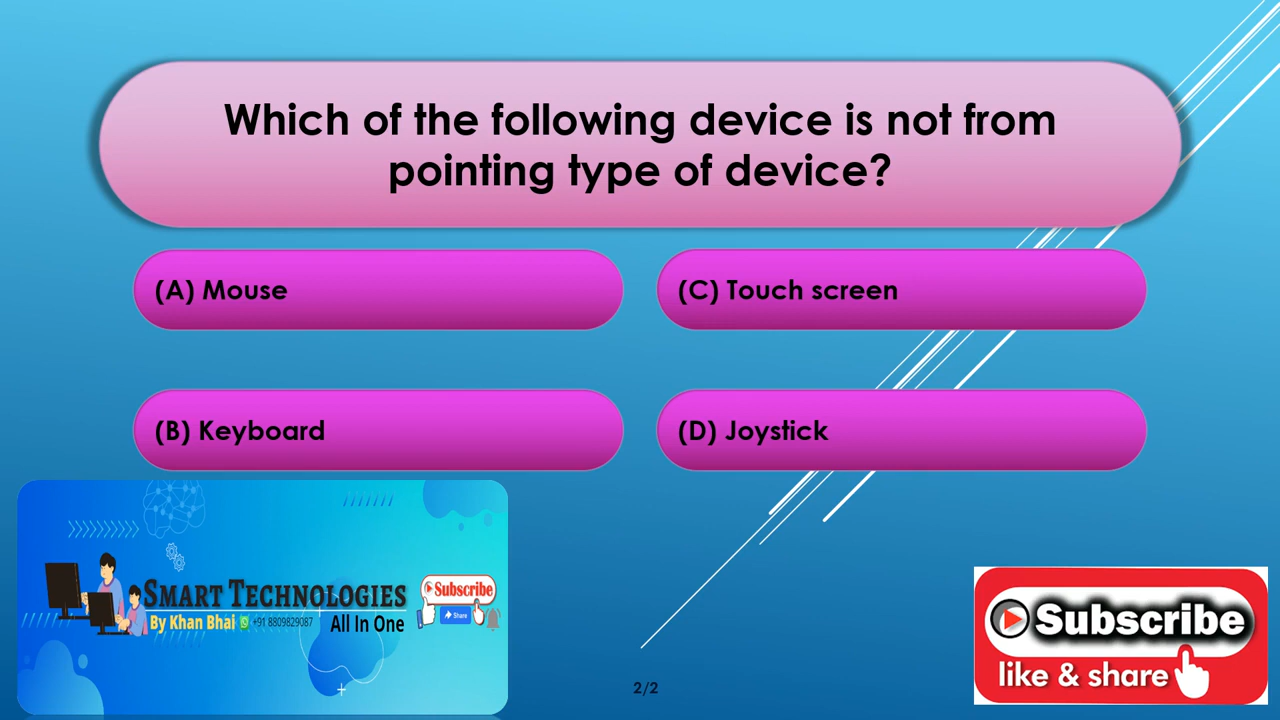 Which of the following device is not from
pointing type of device?
(A) Mouse
(C) Touch screen
(B) Keyboard
(D) Joystick
SMART TECHNOLOGIES
By Khan Bhai +91 8809829087 All In One
Subscribe
Share
2/2
Subscribe
like & share